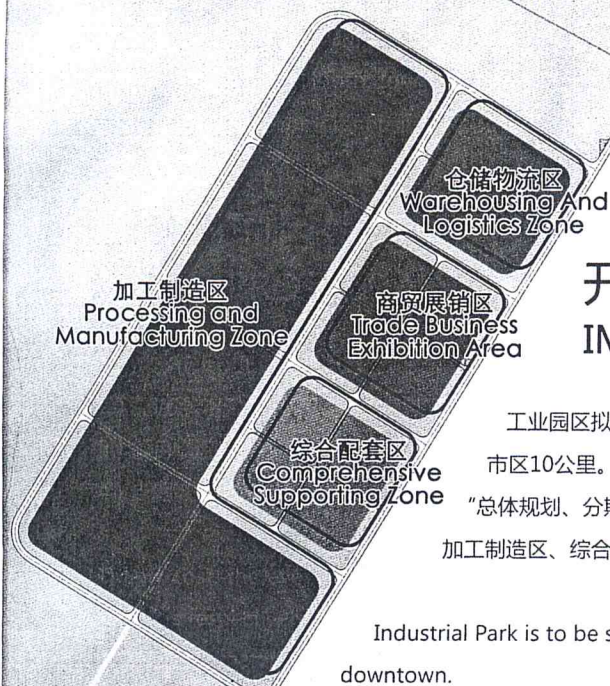 仓储物流区
Warehousing And
Logistics Zone
加工制造区
Processing and
Manufacturing Zone
商贸展销区
Trade Business
Exhibition Area
综合配套区
Comprehensive
Supporting Zone
开
IN
工业园区拟
市区10公里。
“总体规划、分期
加工制造区、综合
Industrial Park is to be s
downtown.